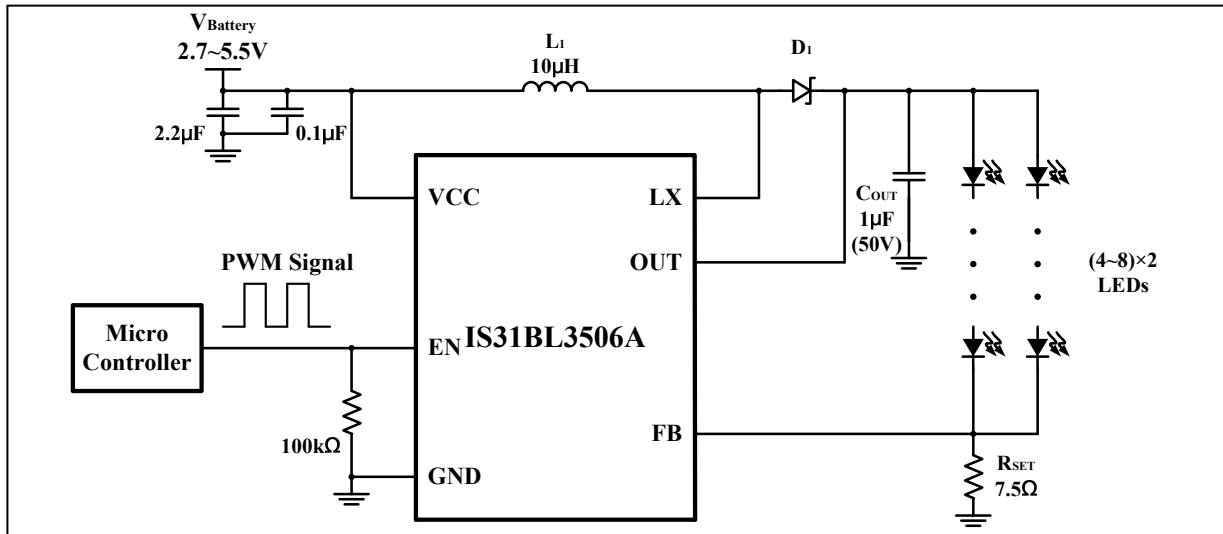 VBattery
2.7~5.5V
L1
10μH
D1
2.2μF
0.1μF
VCC
LX
COUT
1μF
(50V)
OUT
PWM Signal
(4~8)×2
LEDs
Micro
Controller
EN
IS31BL3506A
100kΩ
FB
GND
RSET
7.5Ω